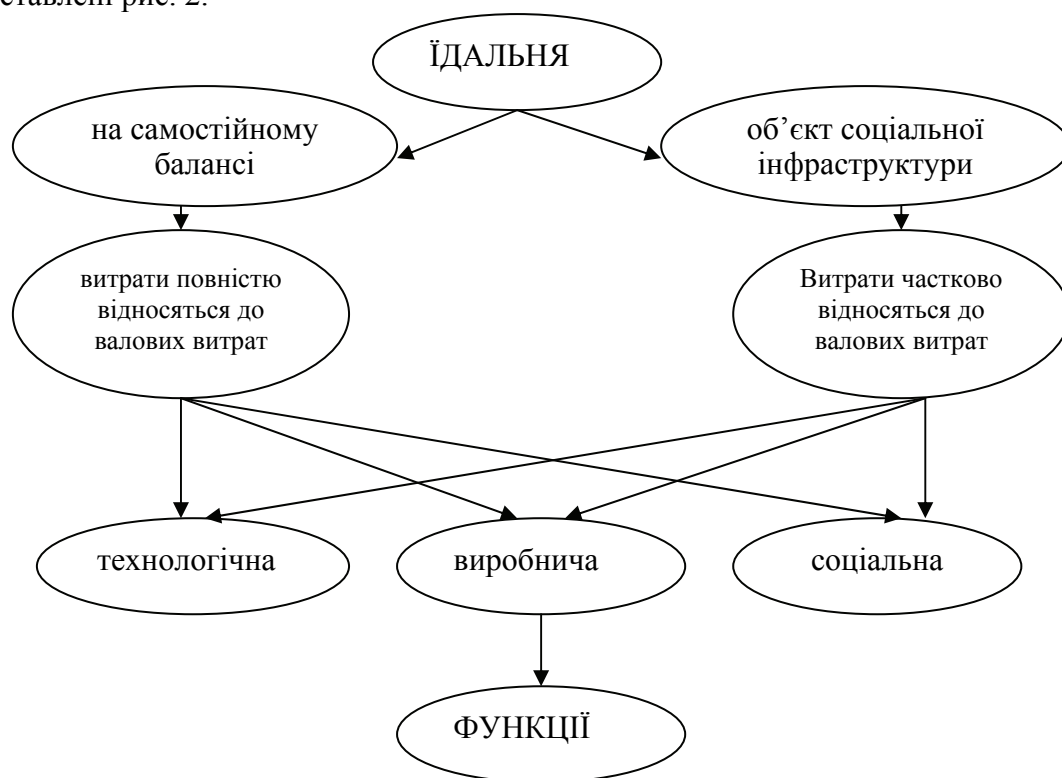 ставлені рис. 2.
ЇДАЛЬНЯ
на самостійному
балансі
об’єкт соціальної
інфраструктури
витрати повністю
відносяться до
валових витрат
Витрати частково
відносяться до
валових витрат
технологічна
виробнича
соціальна
ФУНКЦІЇ